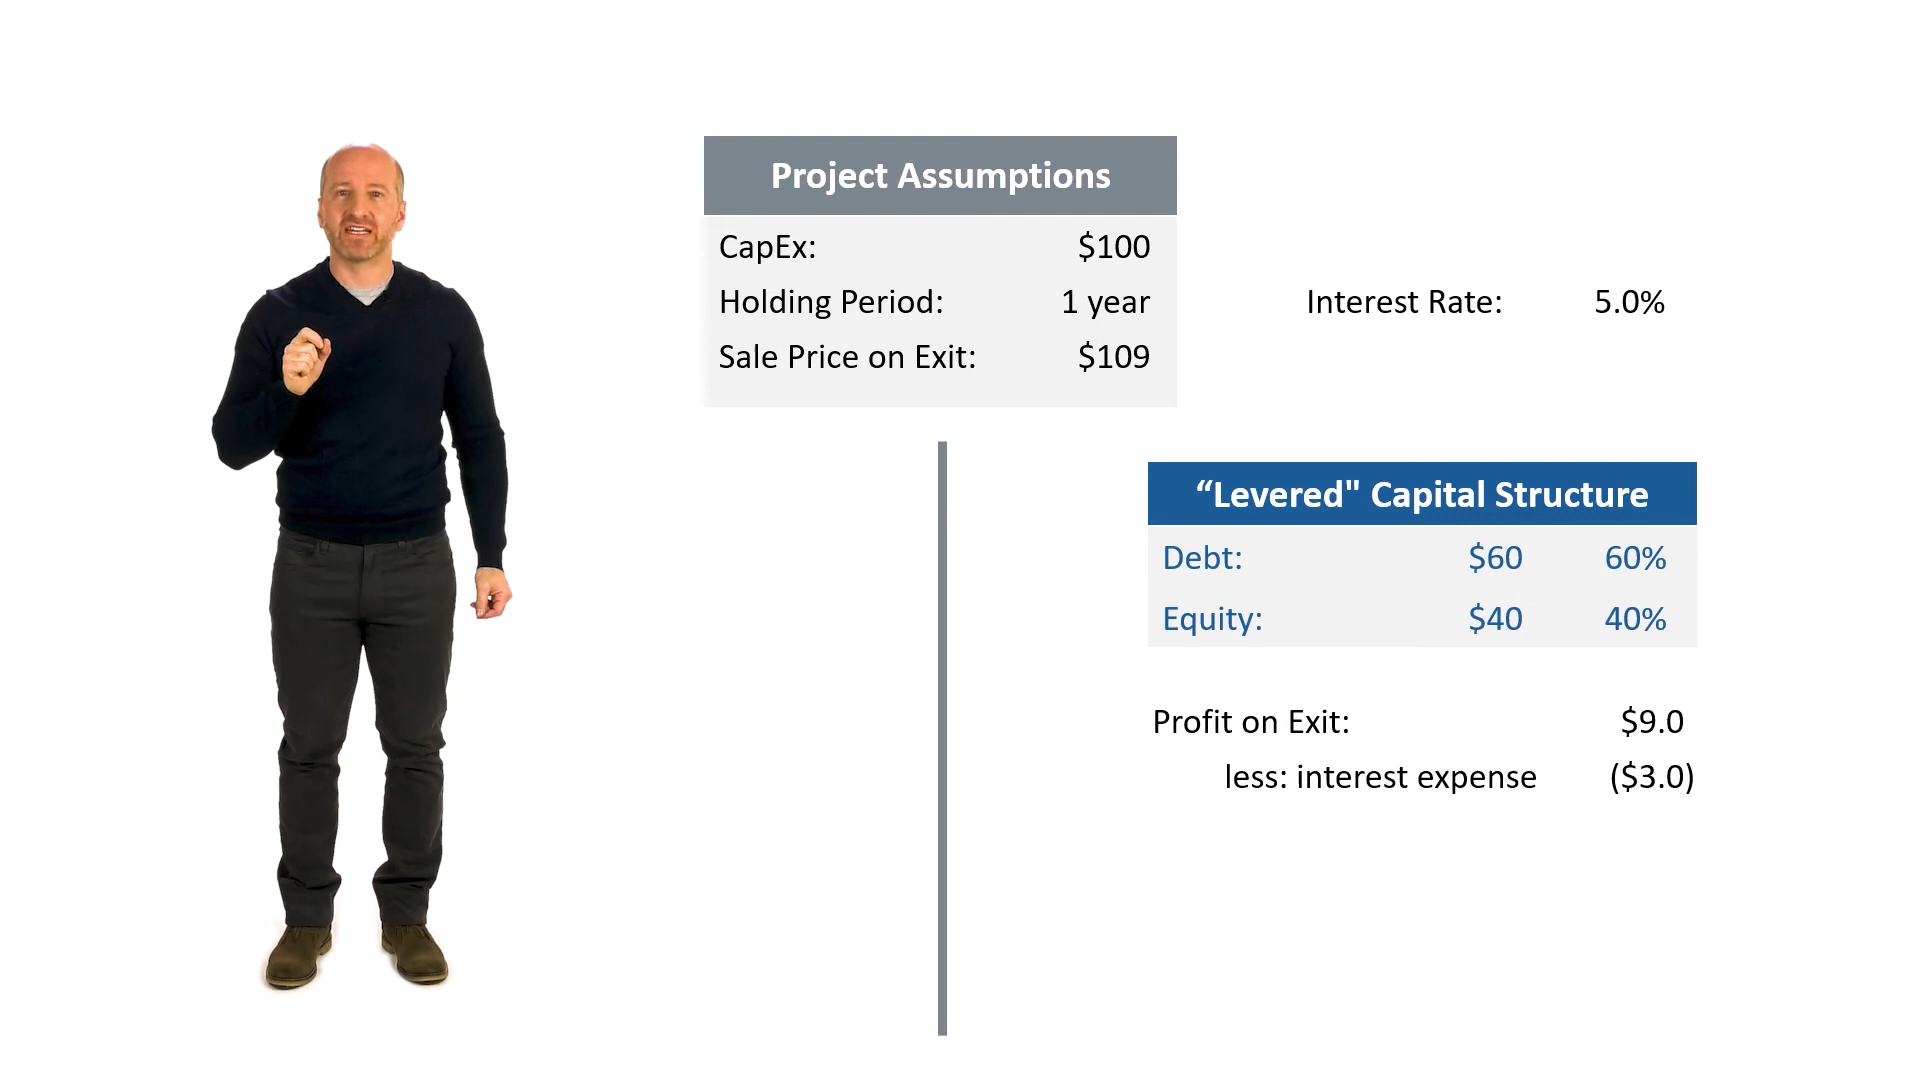 Project Assumptions
CapEx: $100
Holding Period: 1 year
Sale Price on Exit: $109
Interest Rate: 5.0%
“Levered" Capital Structure
Debt: $60 60%
Equity: $40 40%
Profit on Exit: $9.0
less: interest expense ($3.0)